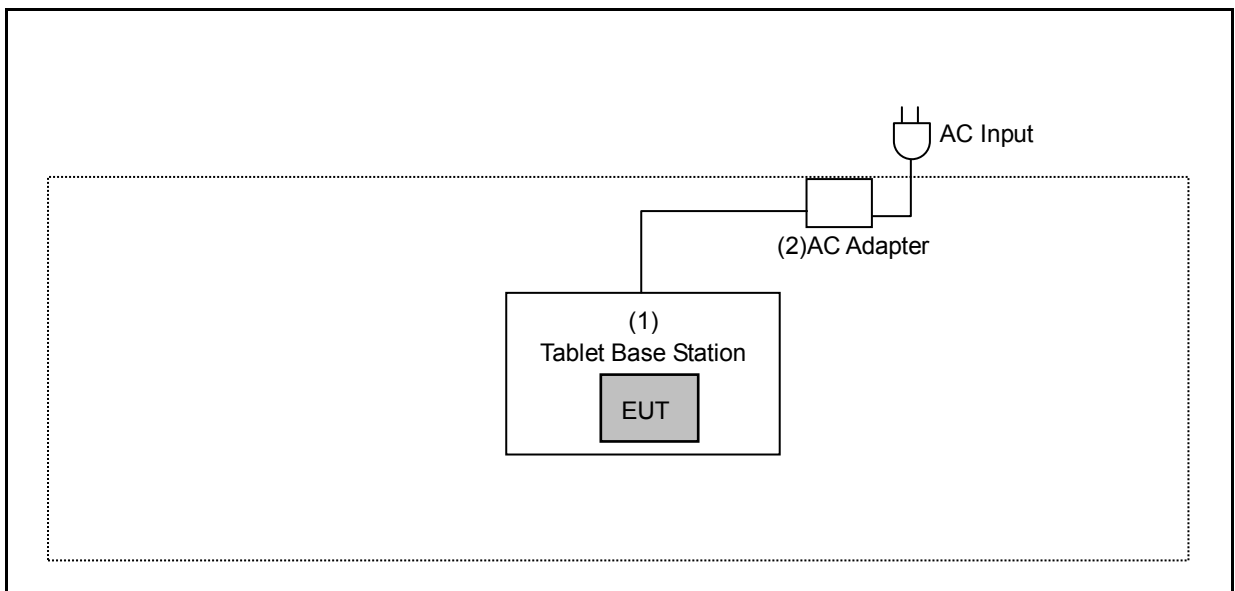 AC Input
(2)AC Adapter
(1)
Tablet Base Station
EUT